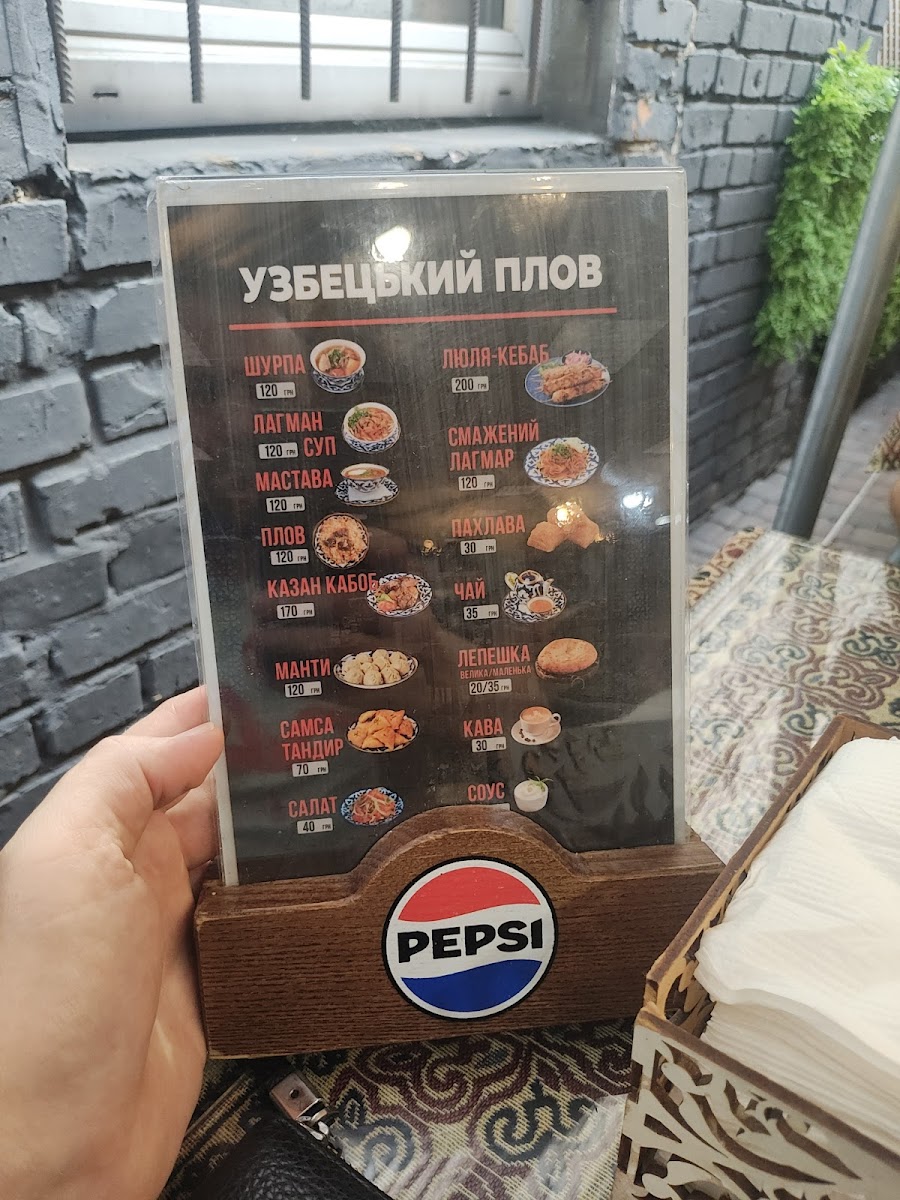 УЗБЕЦЬКИЙ ПЛОВ
ШУРПА
120 ГРН
ЛАГМАН
120 ГРН СУП
МАСТАВА
120 ГРН
ПЛОВ
120 ГРН
КАЗАН КАБОБ
170 ГРН
МАНТИ
120 ГРН
САМСА
ТАНДИР
70 ГРН
САЛАТ
40 ГРН
ЛЮЛЯ-КЕБАБ
200 ГРН
СМАЖЕНИЙ
ЛАГМАР
120 ГРН
ПАХЛАВА
30 ГРН
ЧАЙ
35 ГРН
ЛЕПЕШКА
ВЕЛИКА/МАЛЕНЬКА
20/35 ГРН
КАВА
30 ГРН
СОУС
PEPSI